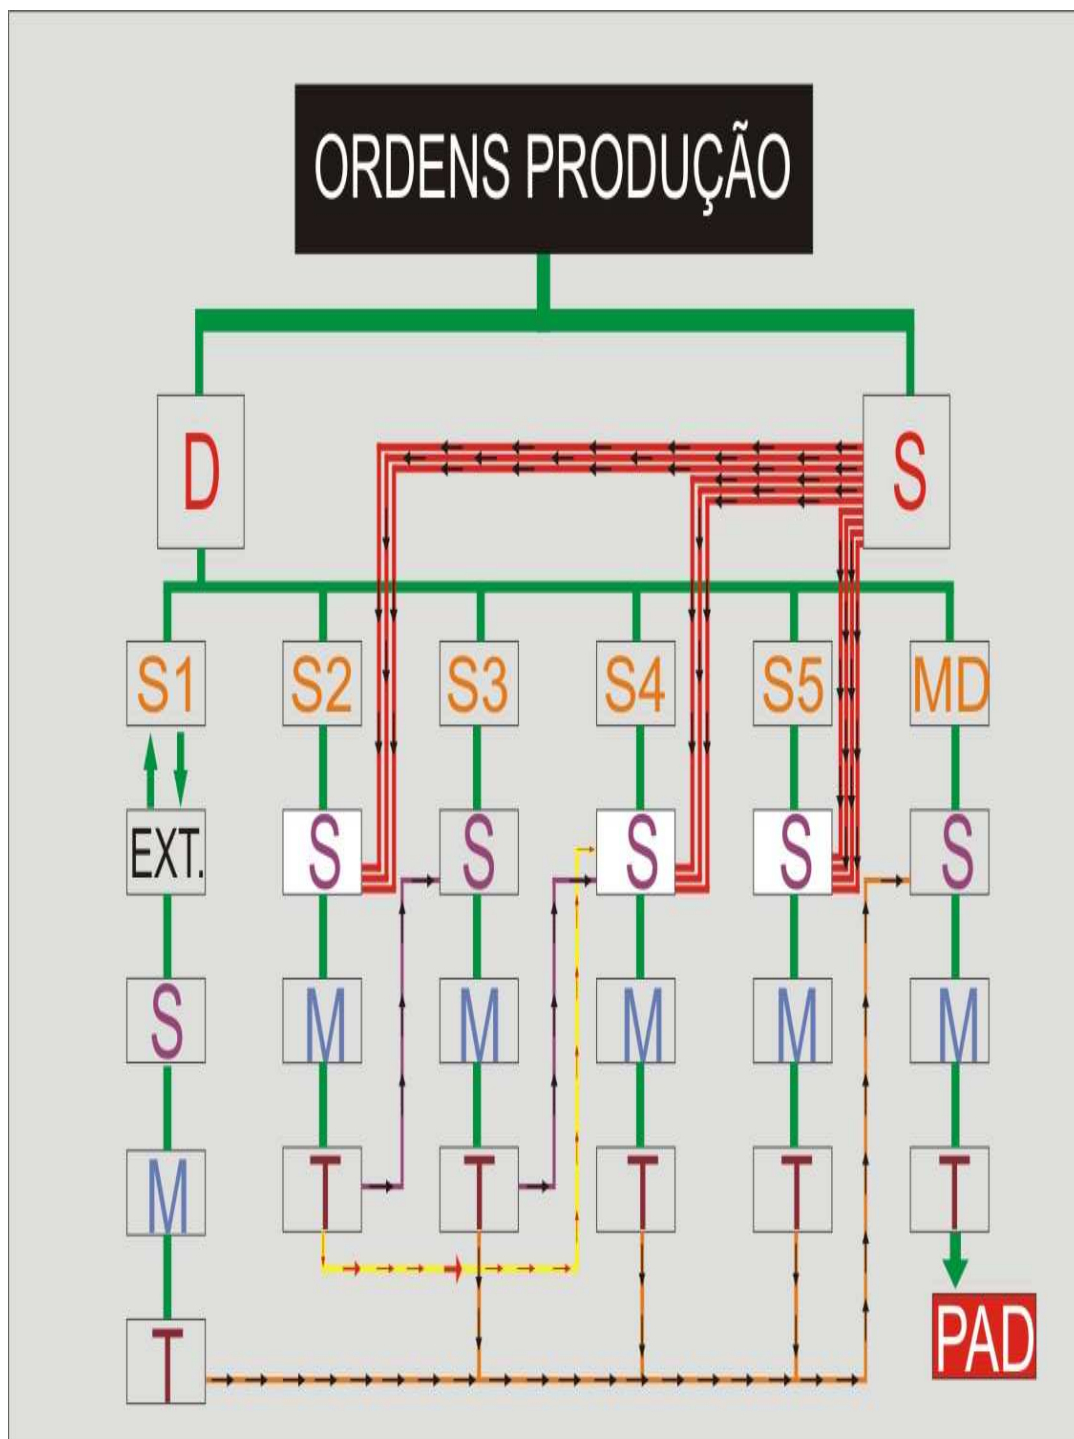 ORDENS PRODUÇÃO
D S
S1 S2 S3 S4 S5 MD
EXT. S S S S S
S M M M M M
M T T T T T
T PAD